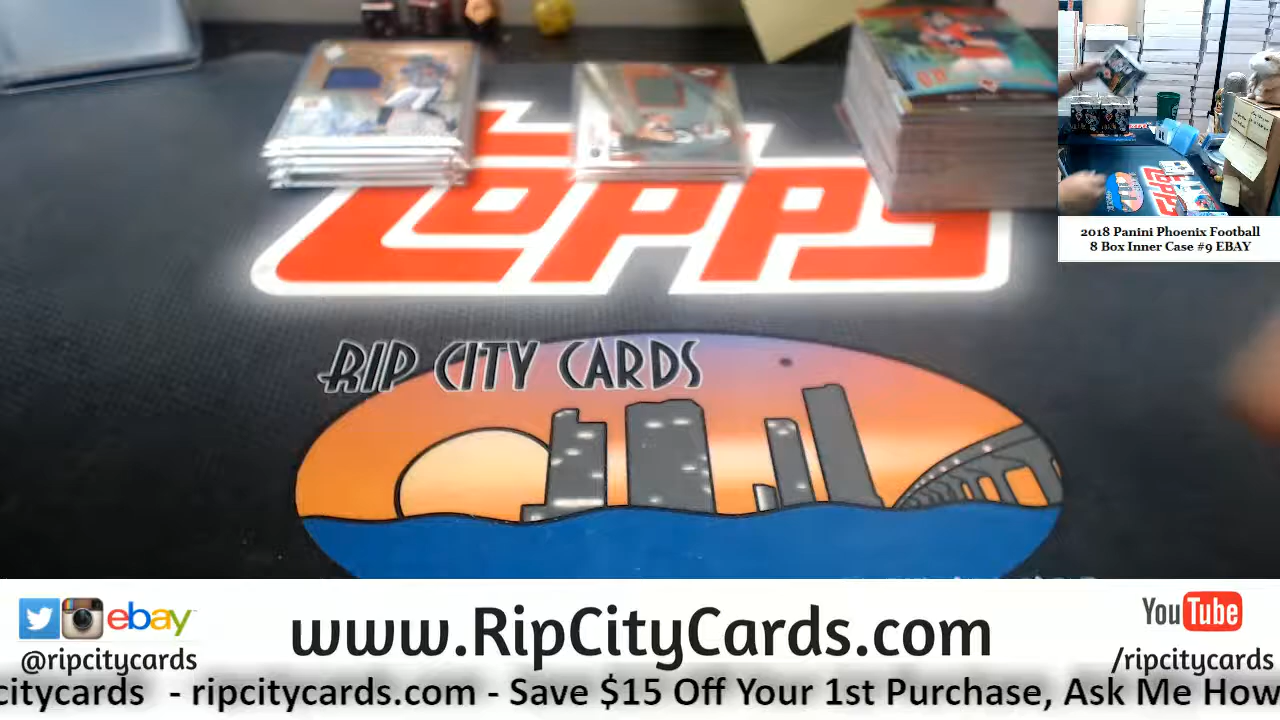 2018 Panini Phoenix Football
8 Box Inner Case #9 EBAY
TOPPS
RIP CITY CARDS
ebay
@ripcitycards
www.RipCityCards.com
YouTube
/ripcitycards
citycards - ripcitycards.com - Save $15 Off Your 1st Purchase, Ask Me How